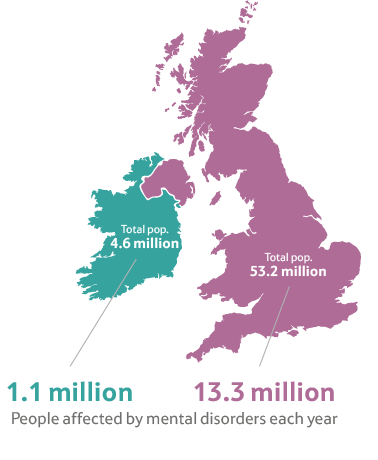 Total pop.
4.6 million
Total pop.
53.2 million
1.1 million
13.3 million
People affected by mental disorders each year